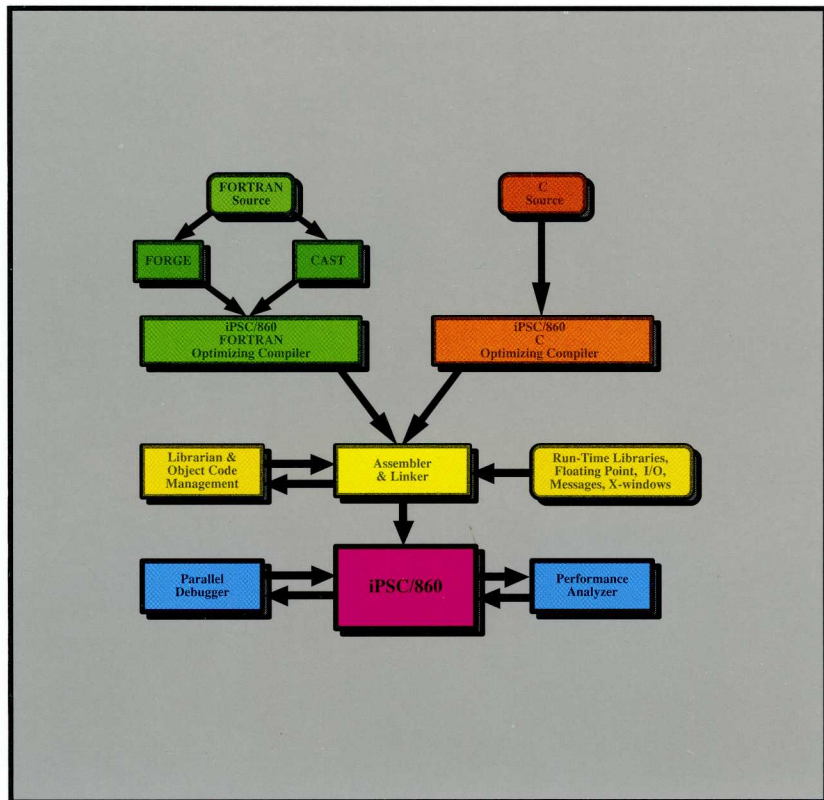 FORTRAN
Source
C
Source
FORGE
CAST
iPSC/860
FORTRAN
Optimizing Compiler
iPSC/860
C
Optimizing Compiler
Librarian &
Object Code
Management
Assembler
& Linker
Run-Time Libraries,
Floating Point, I/O,
Messages, X-windows
Parallel
Debugger
iPSC/860
Performance
Analyzer